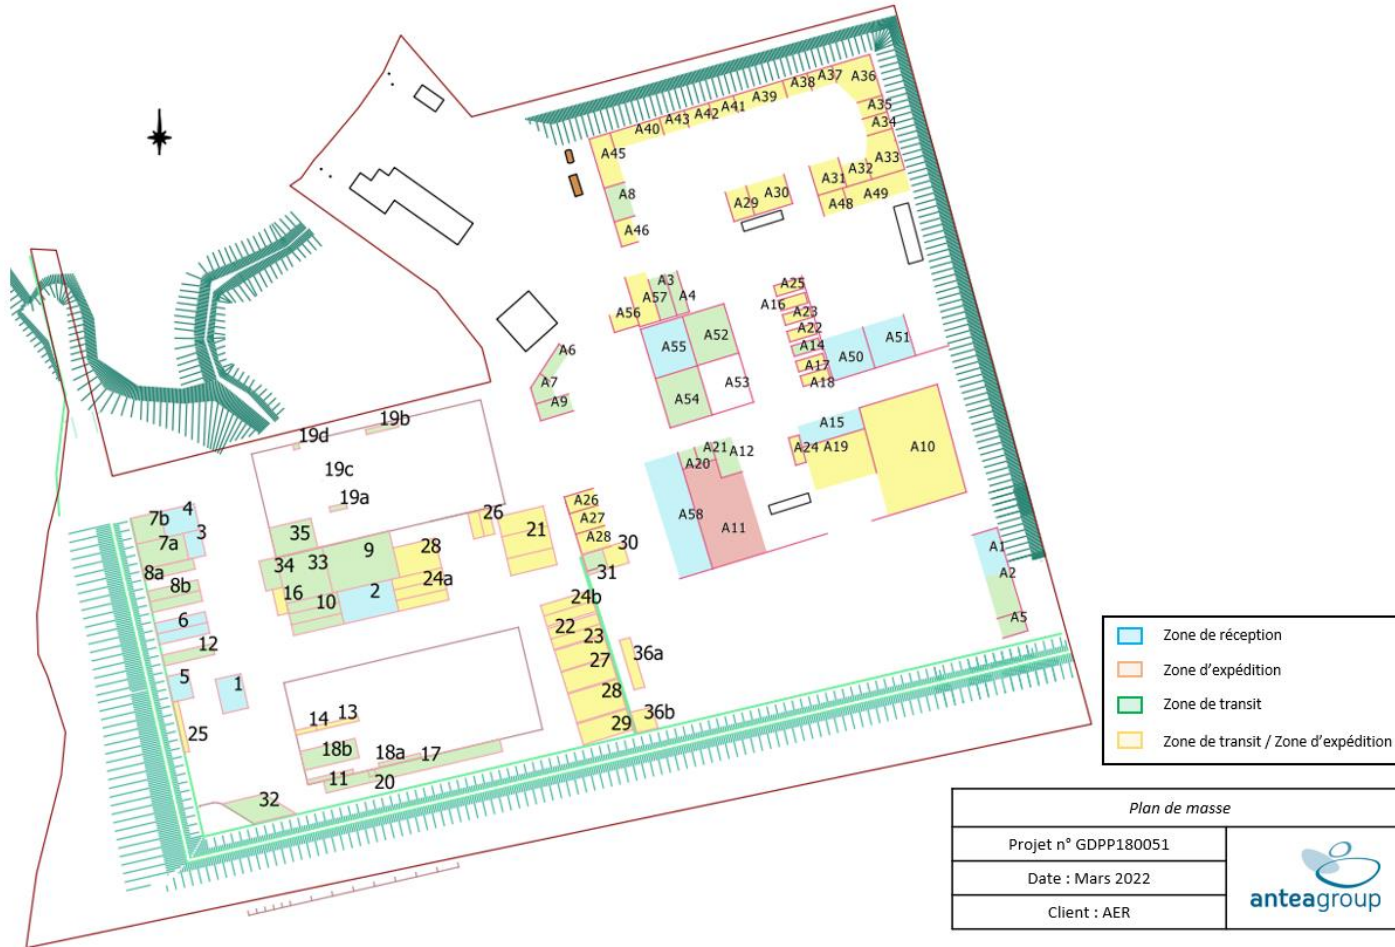 A36
A37
A38
A39
A41
A42
A43
A40
A45
A35
A34
A33
A32
A31
A49
A48
A30
A29
A8
A46
A3
A4
A57
A56
A52
A55
A53
A54
A25
A16
A23
A22
A14
A17
A18
A50
A51
A6
A7
A9
A15
A24
A19
A10
A21
A20
A12
A58
A11
A26
A27
A28
A1
A2
A5
19b
19d
19c
19a
4
7b
3
7a
8a
8b
6
12
5
1
25
35
34
33
9
28
24a
16
10
2
26
21
30
31
24b
22
23
27
28
29
36a
36b
14
13
18b
18a
17
11
20
32
Zone de réception
Zone d'expédition
Zone de transit
Zone de transit / Zone d'expédition
Plan de masse
Projet n° GDPP180051
Date : Mars 2022
Client : AER
anteagroup